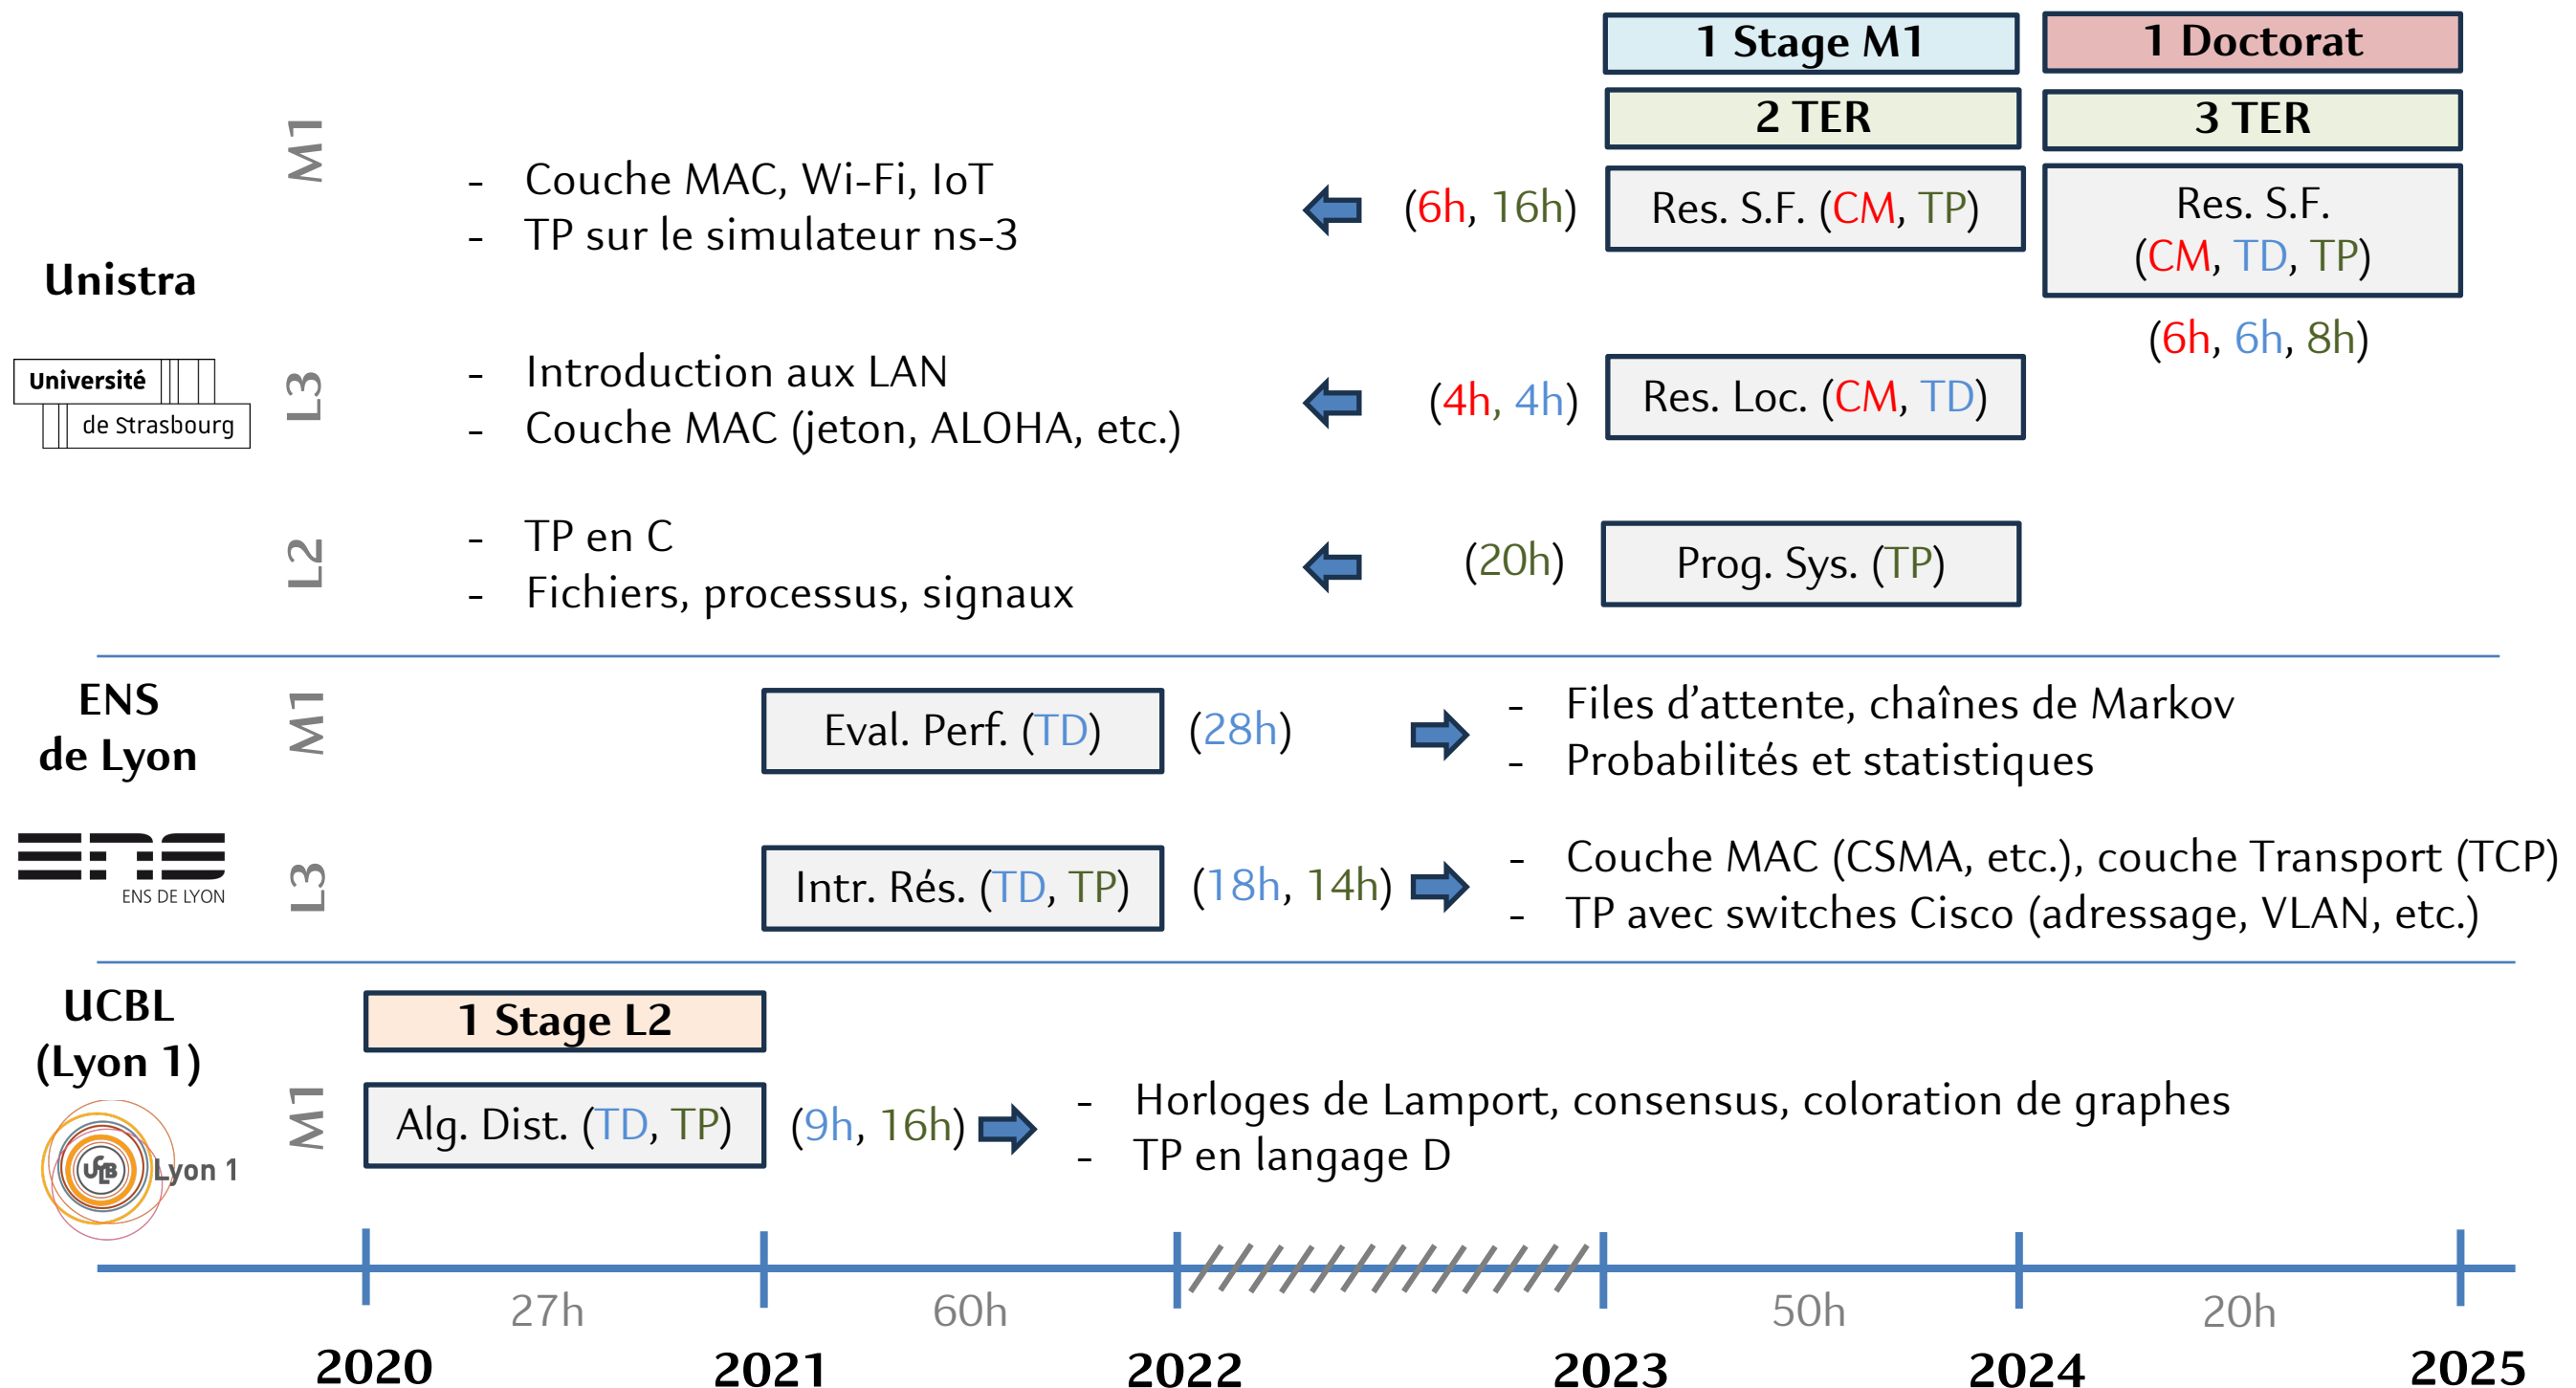 1 Stage M1
1 Doctorat
2 TER
3 TER
M1
- Couche MAC, Wi-Fi, IoT
- TP sur le simulateur ns-3
(6h, 16h)
Res. S.F. (CM, TP)
Res. S.F.
(CM, TD, TP)
(6h, 6h, 8h)
Unistra
Université
de Strasbourg
L3
- Introduction aux LAN
- Couche MAC (jeton, ALOHA, etc.)
(4h, 4h)
Res. Loc. (CM, TD)
L2
- TP en C
- Fichiers, processus, signaux
(20h)
Prog. Sys. (TP)
ENS
de Lyon
M1
Eval. Perf. (TD)
(28h)
- Files d’attente, chaînes de Markov
- Probabilités et statistiques
ENS
ENS DE LYON
L3
Intr. Rés. (TD, TP)
(18h, 14h)
- Couche MAC (CSMA, etc.), couche Transport (TCP)
- TP avec switches Cisco (adressage, VLAN, etc.)
UCBL
(Lyon 1)
UCBL
Lyon 1
1 Stage L2
M1
Alg. Dist. (TD, TP)
(9h, 16h)
- Horloges de Lamport, consensus, coloration de graphes
- TP en langage D
27h
60h
50h
20h
2020
2021
2022
2023
2024
2025